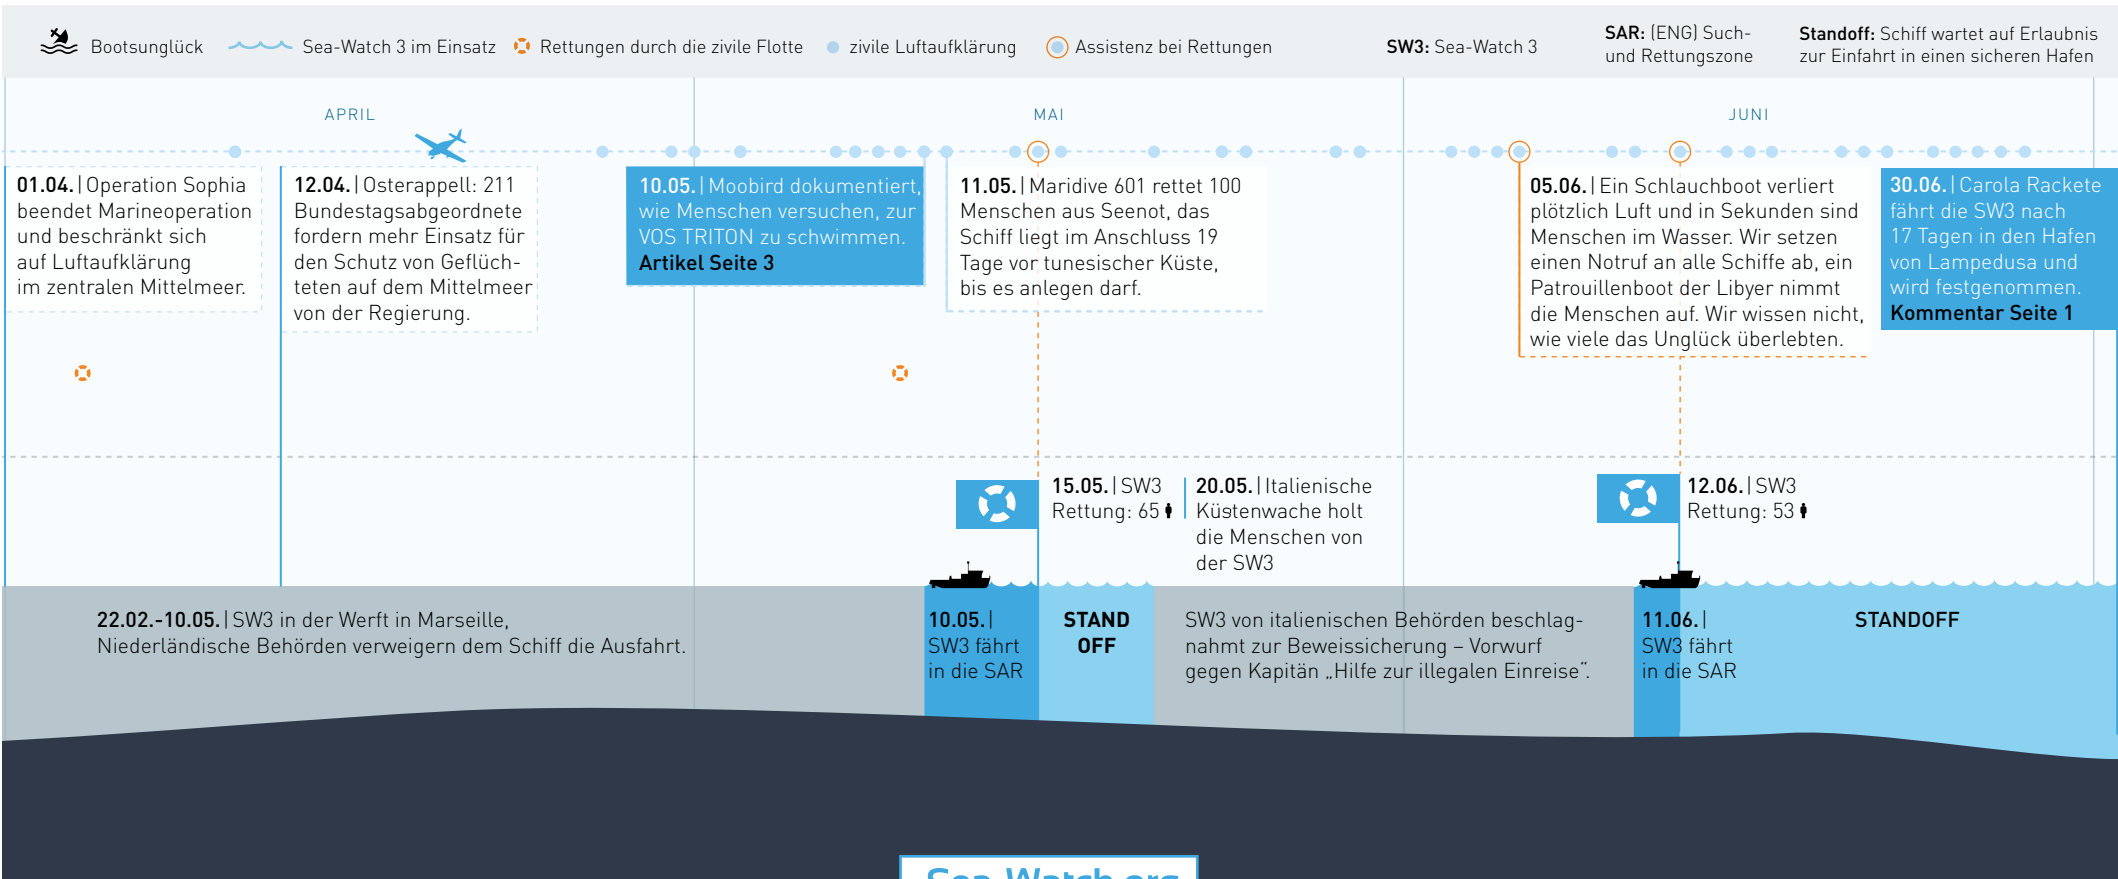 Bootsunglück
Sea-Watch 3 im Einsatz
Rettungen durch die zivile Flotte
zivile Luftaufklärung
Assistenz bei Rettungen
SW3: Sea-Watch 3
SAR: (ENG) Such-
und Rettungszone
Standoff: Schiff wartet auf Erlaubnis
zur Einfahrt in einen sicheren Hafen
APRIL
MAI
JUNI
01.04. | Operation Sophia
beendet Marineoperation
und beschränkt sich
auf Luftaufklärung
im zentralen Mittelmeer.
12.04. | Osterappell: 211
Bundestagsabgeordnete
fordern mehr Einsatz für
den Schutz von Geflüch-
teten auf dem Mittelmeer
von der Regierung.
10.05. | Moobird dokumentiert,
wie Menschen versuchen, zur
VOS TRITON zu schwimmen.
Artikel Seite 3
11.05. | Maridive 601 rettet 100
Menschen aus Seenot, das
Schiff liegt im Anschluss 19
Tage vor tunesischer Küste,
bis es anlegen darf.
05.06. | Ein Schlauchboot verliert
plötzlich Luft und in Sekunden sind
Menschen im Wasser. Wir setzen
einen Notruf an alle Schiffe ab, ein
Patrouillenboot der Libyer nimmt
die Menschen auf. Wir wissen nicht,
wie viele das Unglück überlebten.
30.06. | Carola Rackete
fährt die SW3 nach
17 Tagen in den Hafen
von Lampedusa und
wird festgenommen.
Kommentar Seite 1
15.05. | SW3
Rettung: 65
20.05. | Italienische
Küstenwache holt
die Menschen von
der SW3
12.06. | SW3
Rettung: 53
22.02.-10.05. | SW3 in der Werft in Marseille,
Niederländische Behörden verweigern dem Schiff die Ausfahrt.
10.05. |
SW3 fährt
in die SAR
STAND
OFF
SW3 von italienischen Behörden beschlag-
nahmt zur Beweissicherung – Vorwurf
gegen Kapitän „Hilfe zur illegalen Einreise“.
11.06. |
SW3 fährt
in die SAR
STANDOFF
Sea-Watch.org